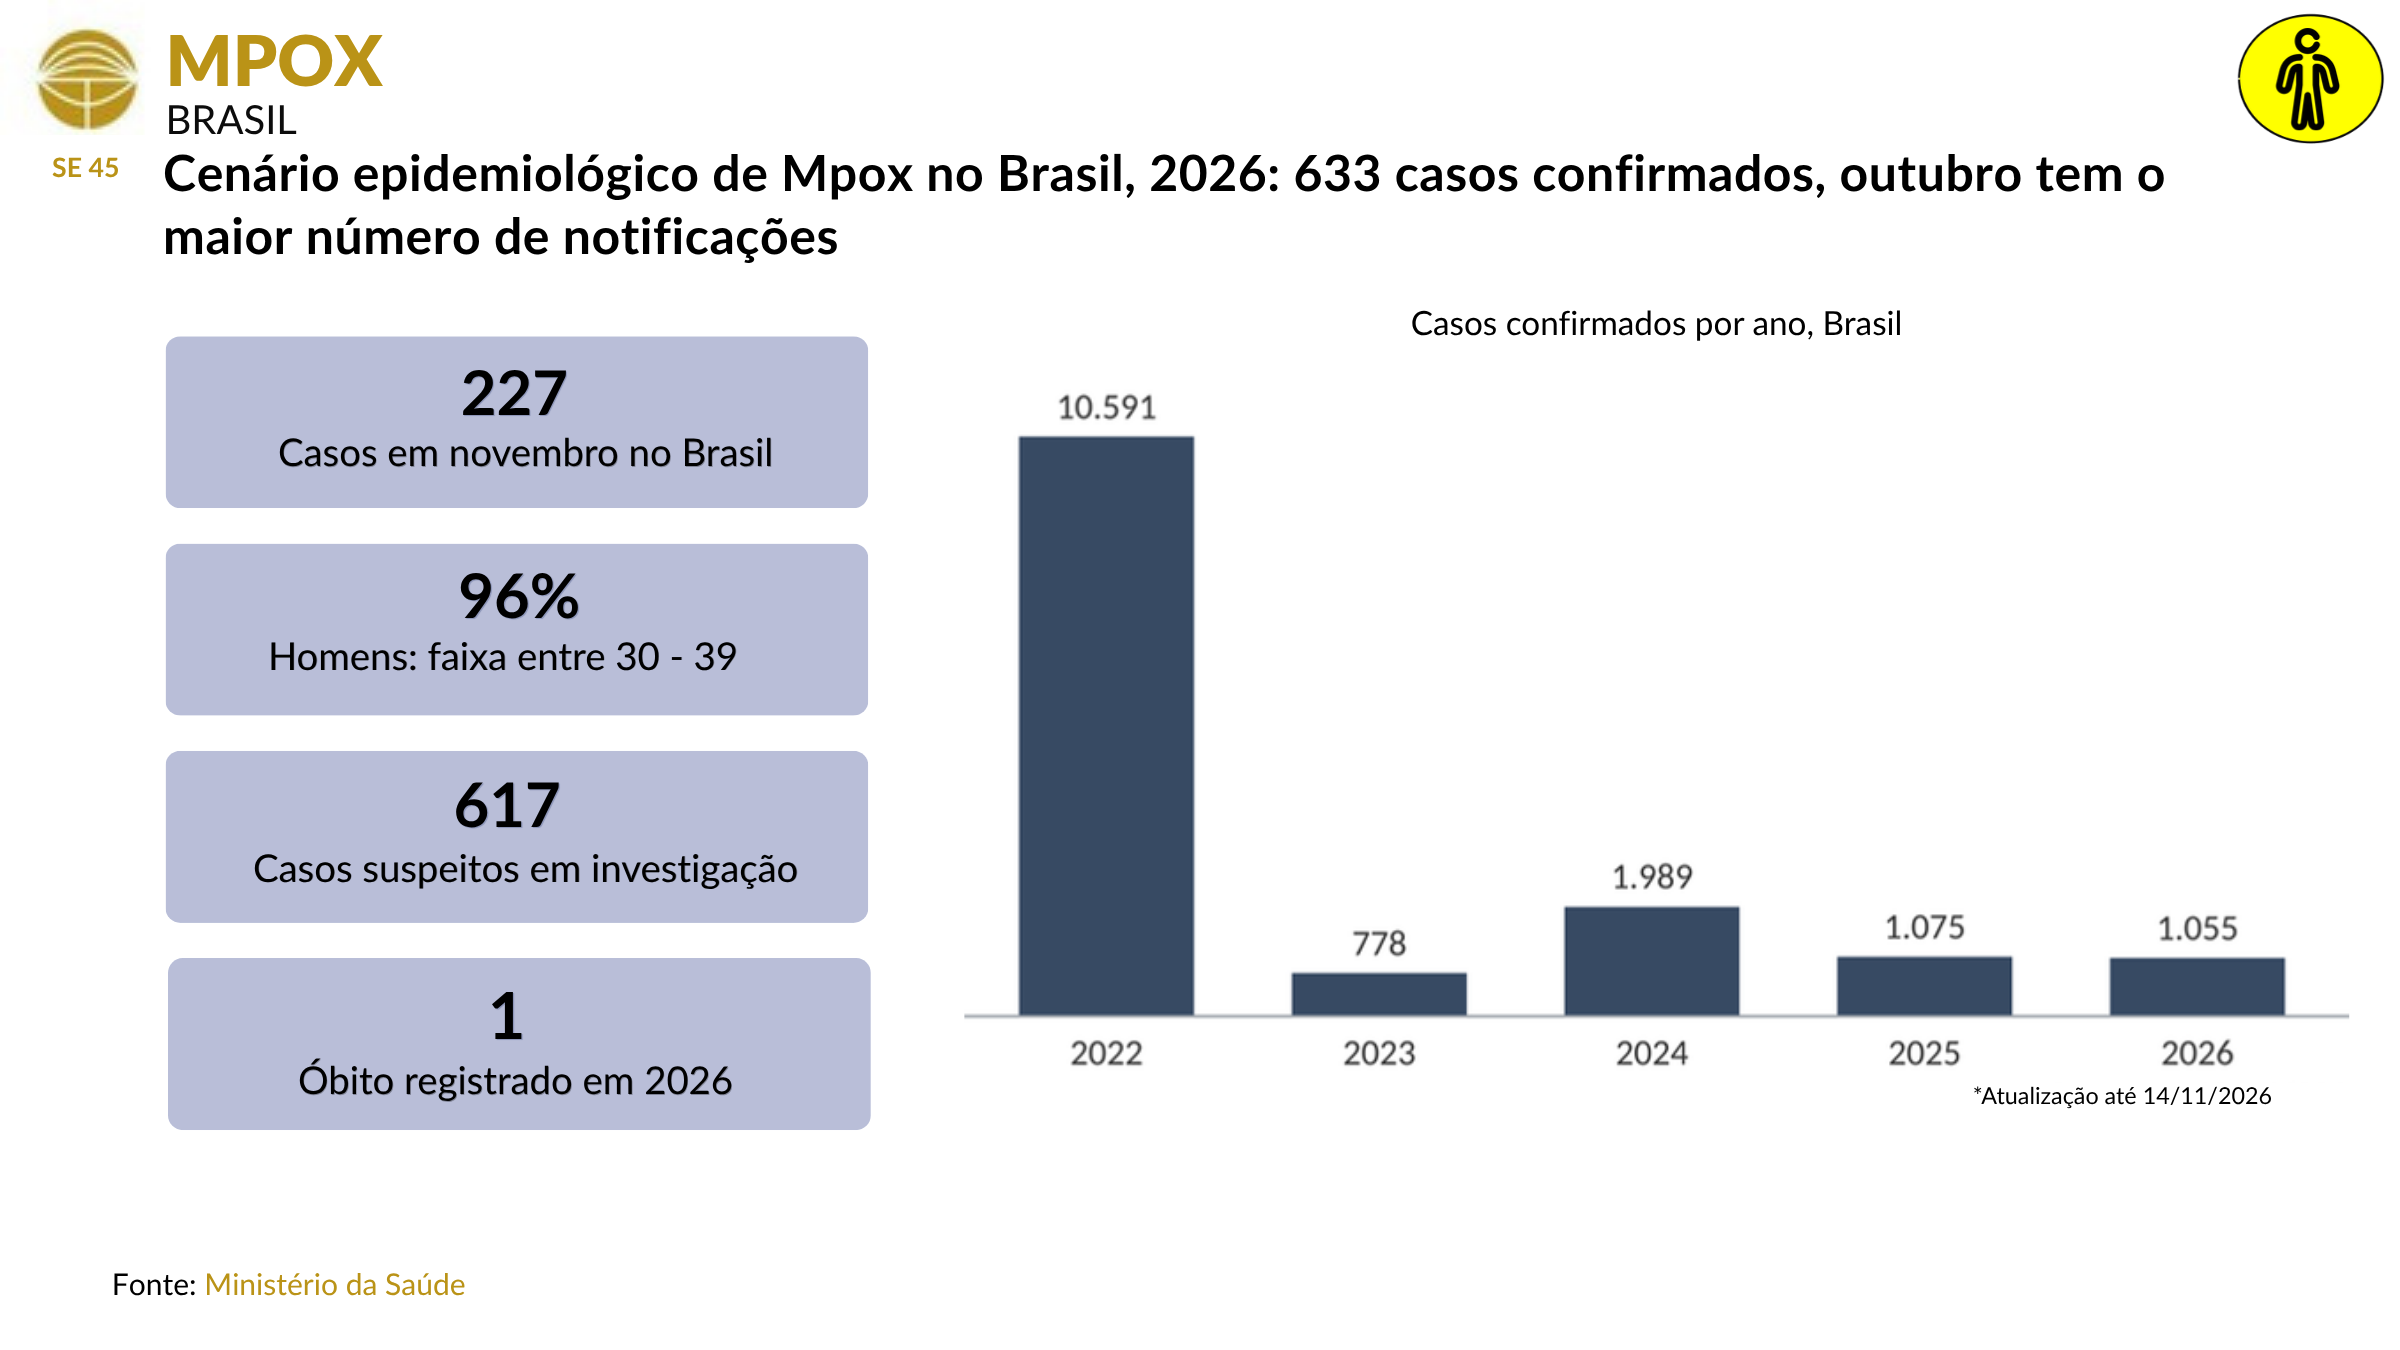 MPOX
BRASIL
SE 45
Cenário epidemiológico de Mpox no Brasil, 2026: 633 casos confirmados, outubro tem o
maior número de notificações
227
Casos em novembro no Brasil
96%
Homens: faixa entre 30 - 39
617
Casos suspeitos em investigação
1
Óbito registrado em 2026
Casos confirmados por ano, Brasil
10.591
778
1.989
1.075
1.055
2022 2023 2024 2025 2026
*Atualização até 14/11/2026
Fonte: Ministério da Saúde